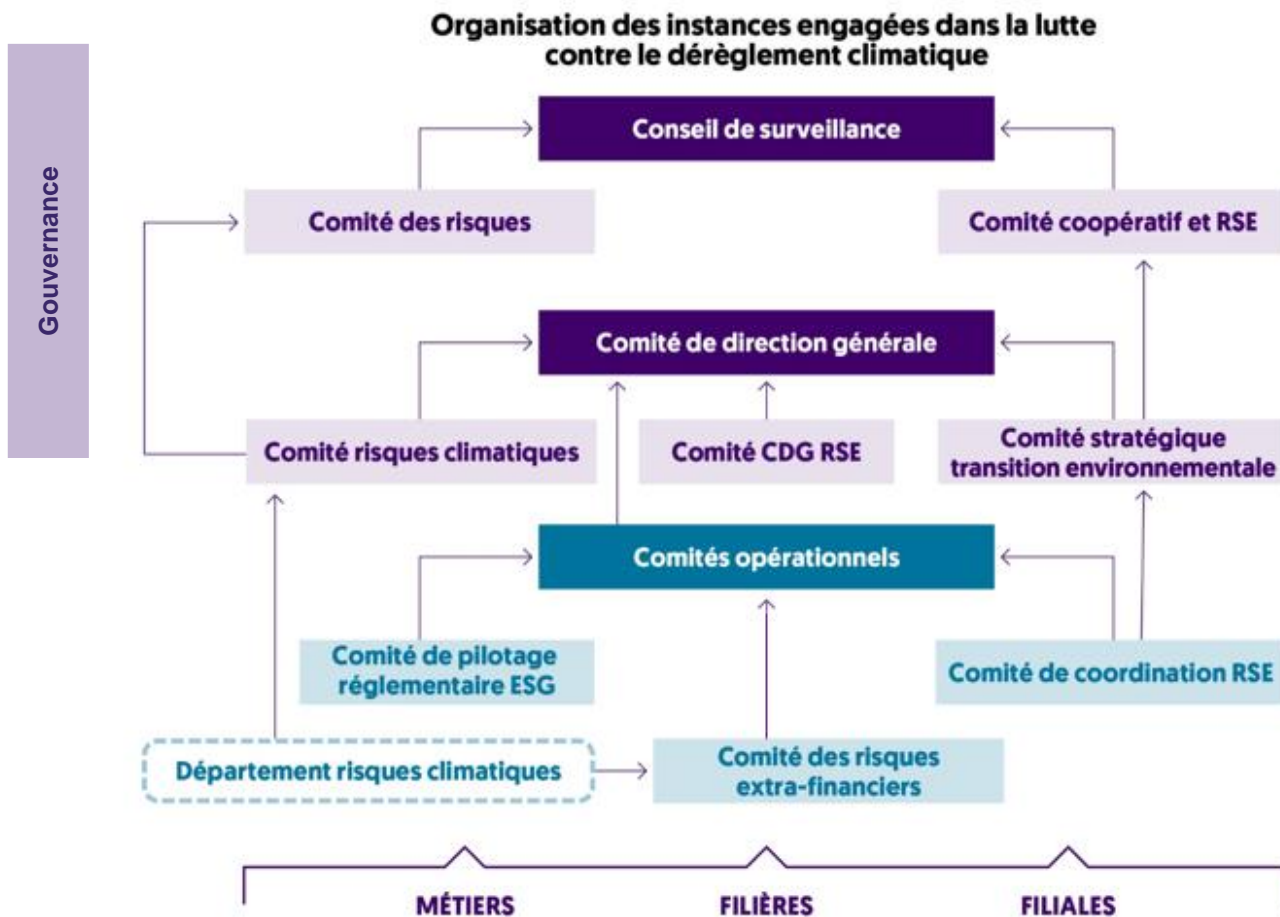 Organisation des instances engagées dans la lutte
contre le dérèglement climatique
Gouvernance
Conseil de surveillance
Comité des risques
Comité coopératif et RSE
Comité de direction générale
Comité risques climatiques
Comité CDG RSE
Comité stratégique
transition environnementale
Comités opérationnels
Comité de pilotage
réglementaire ESG
Comité de coordination RSE
Département risques climatiques
Comité des risques
extra-financiers
MÉTIERS
FILIÈRES
FILIALES